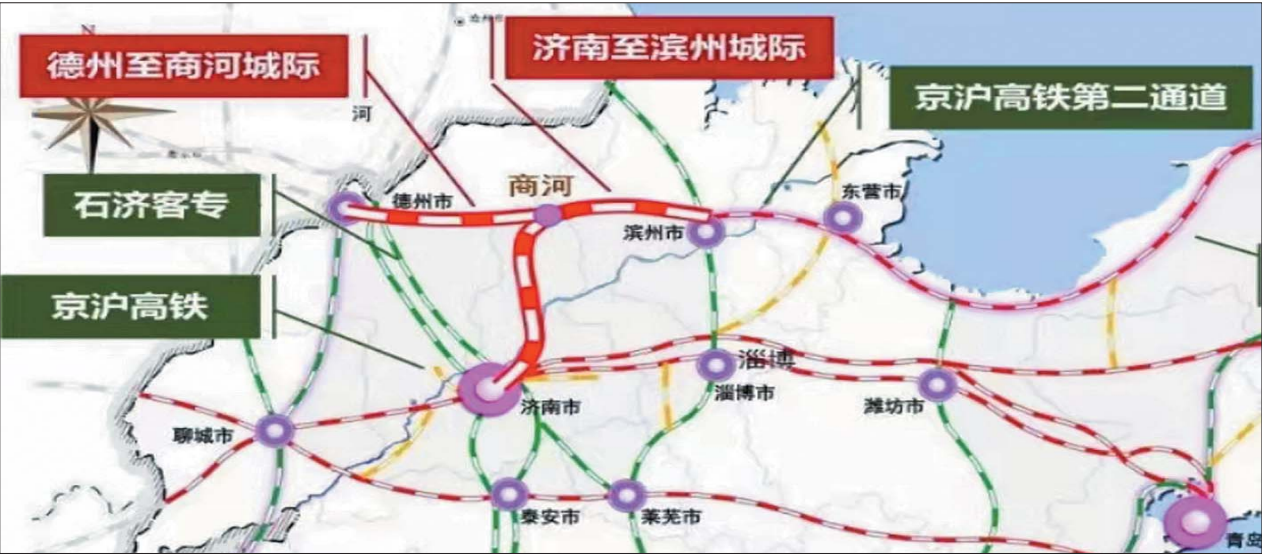 N
德州至商河城际
济南至滨州城际
京沪高铁第二通道
河
石济客专
德州市
商河
东营市
滨州市
京沪高铁
淄博
淄博市
济南市
潍坊市
聊城市
泰安市
莱芜市
青岛